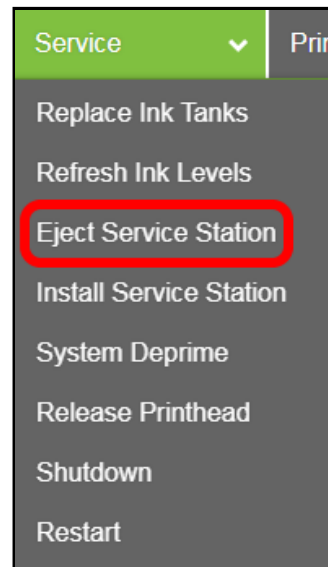 Service
Replace Ink Tanks
Refresh Ink Levels
Eject Service Station
Install Service Station
System Deprime
Release Printhead
Shutdown
Restart